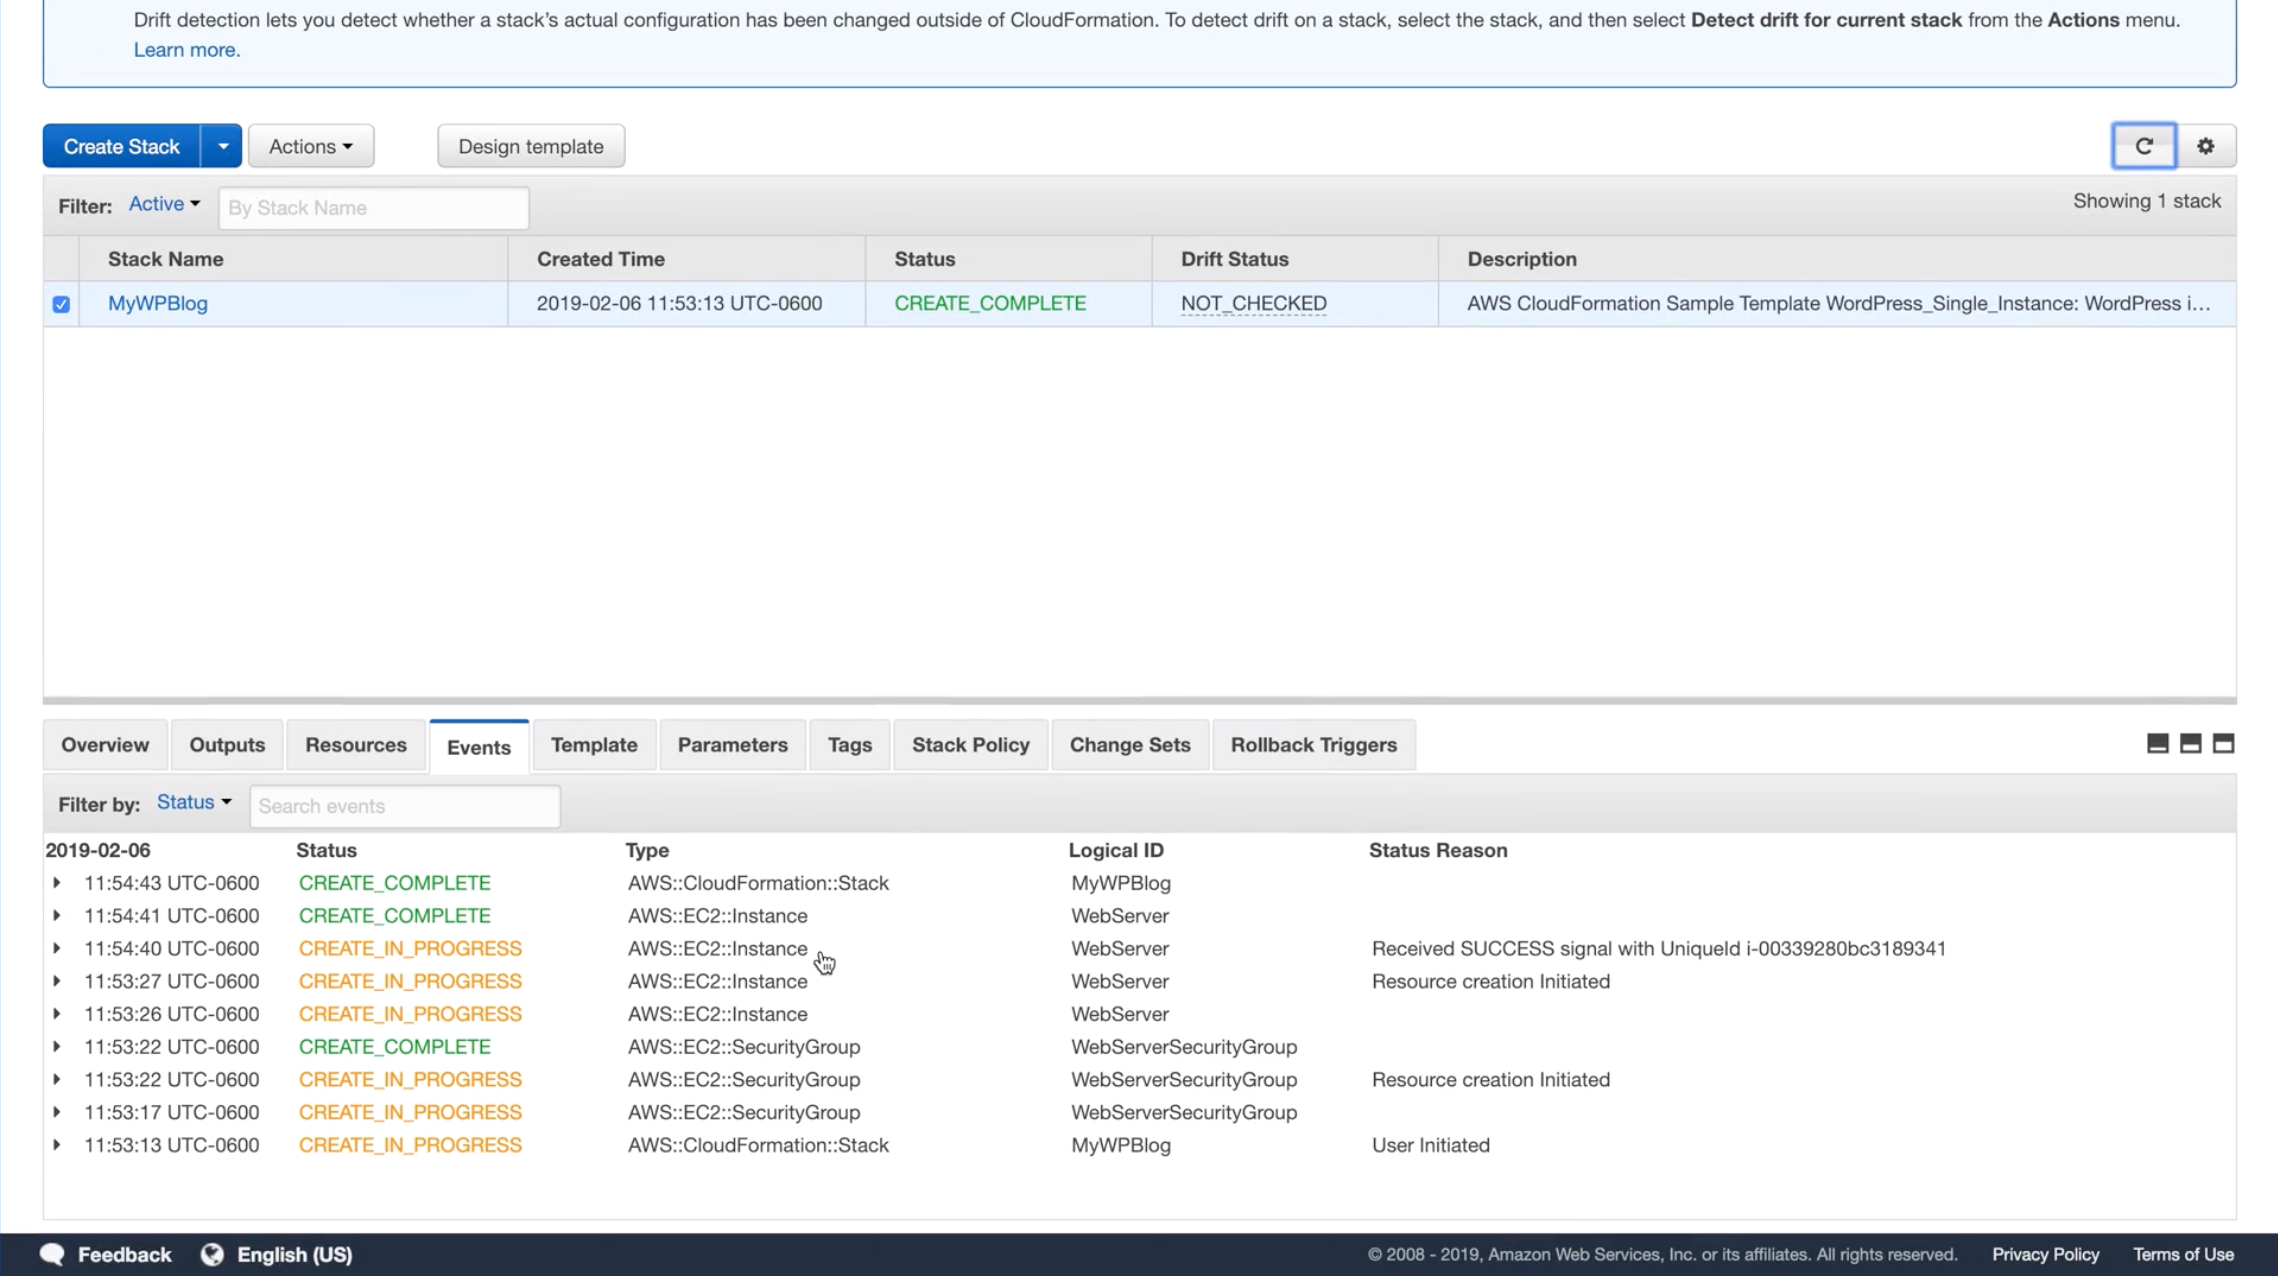 Drift detection lets you detect whether a stack's actual configuration has been changed outside of CloudFormation. To detect drift on a stack, select the stack, and then select Detect drift for current stack from the Actions menu.
Learn more.
Create Stack Actions Design template
Filter: Active By Stack Name Showing 1 stack
Stack Name Created Time Status Drift Status Description
MyWPBlog 2019-02-06 11:53:13 UTC-0600 CREATE_COMPLETE NOT_CHECKED AWS CloudFormation Sample Template WordPress_Single_Instance: WordPress i...
Overview Outputs Resources Events Template Parameters Tags Stack Policy Change Sets Rollback Triggers
Filter by: Status Search events
2019-02-06 Status Type Logical ID Status Reason
11:54:43 UTC-0600 CREATE_COMPLETE AWS::CloudFormation::Stack MyWPBlog
11:54:41 UTC-0600 CREATE_COMPLETE AWS::EC2::Instance WebServer
11:54:40 UTC-0600 CREATE_IN_PROGRESS AWS::EC2::Instance WebServer Received SUCCESS signal with UniqueId i-00339280bc3189341
11:53:27 UTC-0600 CREATE_IN_PROGRESS AWS::EC2::Instance WebServer Resource creation Initiated
11:53:26 UTC-0600 CREATE_IN_PROGRESS AWS::EC2::Instance WebServer
11:53:22 UTC-0600 CREATE_COMPLETE AWS::EC2::SecurityGroup WebServerSecurityGroup
11:53:22 UTC-0600 CREATE_IN_PROGRESS AWS::EC2::SecurityGroup WebServerSecurityGroup Resource creation Initiated
11:53:17 UTC-0600 CREATE_IN_PROGRESS AWS::EC2::SecurityGroup WebServerSecurityGroup
11:53:13 UTC-0600 CREATE_IN_PROGRESS AWS::CloudFormation::Stack MyWPBlog User Initiated
Feedback English (US) © 2008 - 2019, Amazon Web Services, Inc. or its affiliates. All rights reserved. Privacy Policy Terms of Use